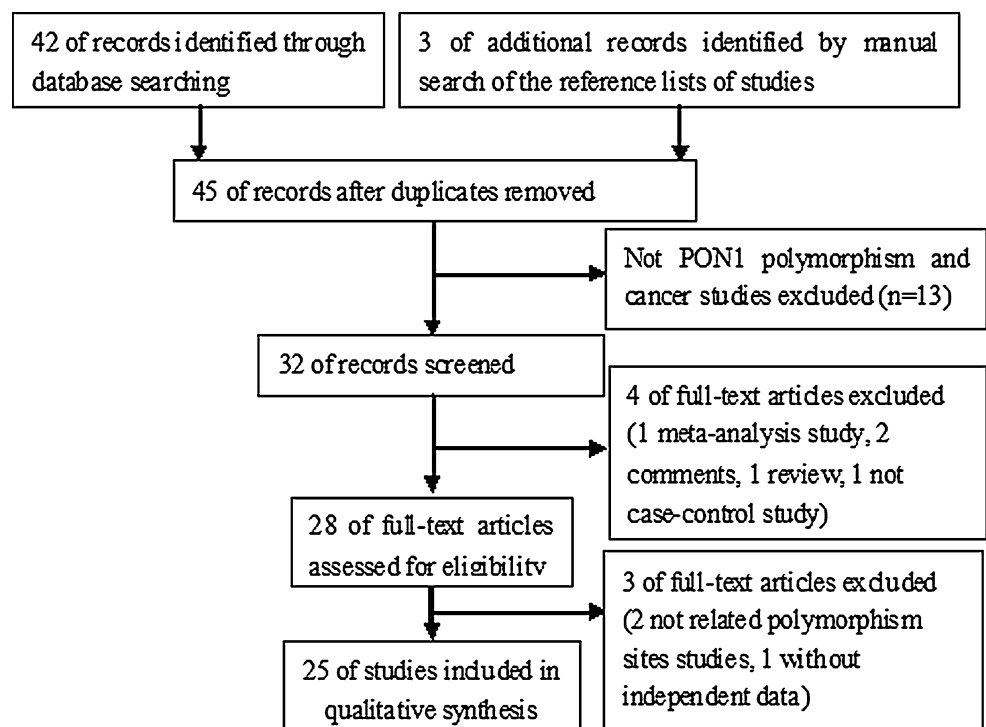 42 of records identified through
database searching
3 of additional records identified by manual
search of the reference lists of studies
45 of records after duplicates removed
Not PON1 polymorphism and
cancer studies excluded (n=13)
32 of records screened
4 of full-text articles excluded
(1 meta-analysis study, 2
comments, 1 review, 1 not
case-control study)
28 of full-text articles
assessed for eligibility
3 of full-text articles excluded
(2 not related polymorphism
sites studies, 1 without
independent data)
25 of studies included in
qualitative synthesis